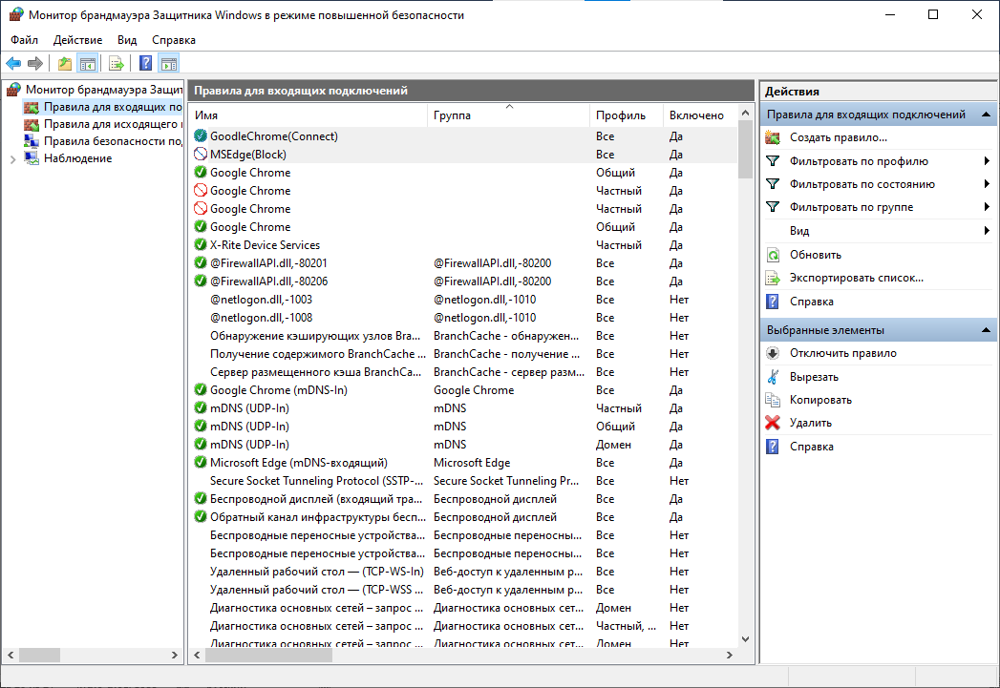 Монитор брандмауэра Защитника Windows в режиме повышенной безопасности
Файл Действие Вид Справка
Монитор брандмауэра Защит
Правила для входящих по
Правила для исходящего
Правила безопасности по
Наблюдение
Правила для входящих подключений
Имя Группа Профиль Включено
GoodleChrome(Connect) Все Да
MSEdge(Block) Все Да
Google Chrome Общий Да
Google Chrome Частный Да
Google Chrome Частный Да
Google Chrome Общий Да
X-Rite Device Services Частный Да
@FirewallAPI.dll,-80201 @FirewallAPI.dll,-80200 Все Да
@FirewallAPI.dll,-80206 @FirewallAPI.dll,-80200 Все Да
@netlogon.dll,-1003 @netlogon.dll,-1010 Все Нет
@netlogon.dll,-1008 @netlogon.dll,-1010 Все Нет
Обнаружение кэширующих узлов Bra... BranchCache - обнаружен... Все Нет
Получение содержимого BranchCache ... BranchCache - получение ... Все Нет
Сервер размещенного кэша BranchCa... BranchCache - сервер разм... Все Нет
Google Chrome (mDNS-In) Google Chrome Все Да
mDNS (UDP-In) mDNS Частный Да
mDNS (UDP-In) mDNS Общий Да
mDNS (UDP-In) mDNS Домен Да
Microsoft Edge (mDNS-входящий) Microsoft Edge Все Да
Secure Socket Tunneling Protocol (SSTP-... Secure Socket Tunneling Pr... Все Нет
Беспроводной дисплей (входящий тра... Беспроводной дисплей Все Да
Обратный канал инфраструктуры бесп... Беспроводной дисплей Все Да
Беспроводные переносные устройства... Беспроводные переносны... Все Нет
Беспроводные переносные устройства... Беспроводные переносны... Все Нет
Удаленный рабочий стол — (TCP-WS-In) Веб-доступ к удаленным р... Все Нет
Удаленный рабочий стол — (TCP-WSS ... Веб-доступ к удаленным р... Все Нет
Диагностика основных сетей – запрос ... Диагностика основных сет... Домен Нет
Диагностика основных сетей – запрос ... Диагностика основных сет... Частный, ... Нет
Диагностика основных сетей – запрос ... Диагностика основных сет... Домен Нет
Действия
Правила для входящих подключений
Создать правило...
Фильтровать по профилю
Фильтровать по состоянию
Фильтровать по группе
Вид
Обновить
Экспортировать список...
Справка
Выбранные элементы
Отключить правило
Вырезать
Копировать
Удалить
Справка